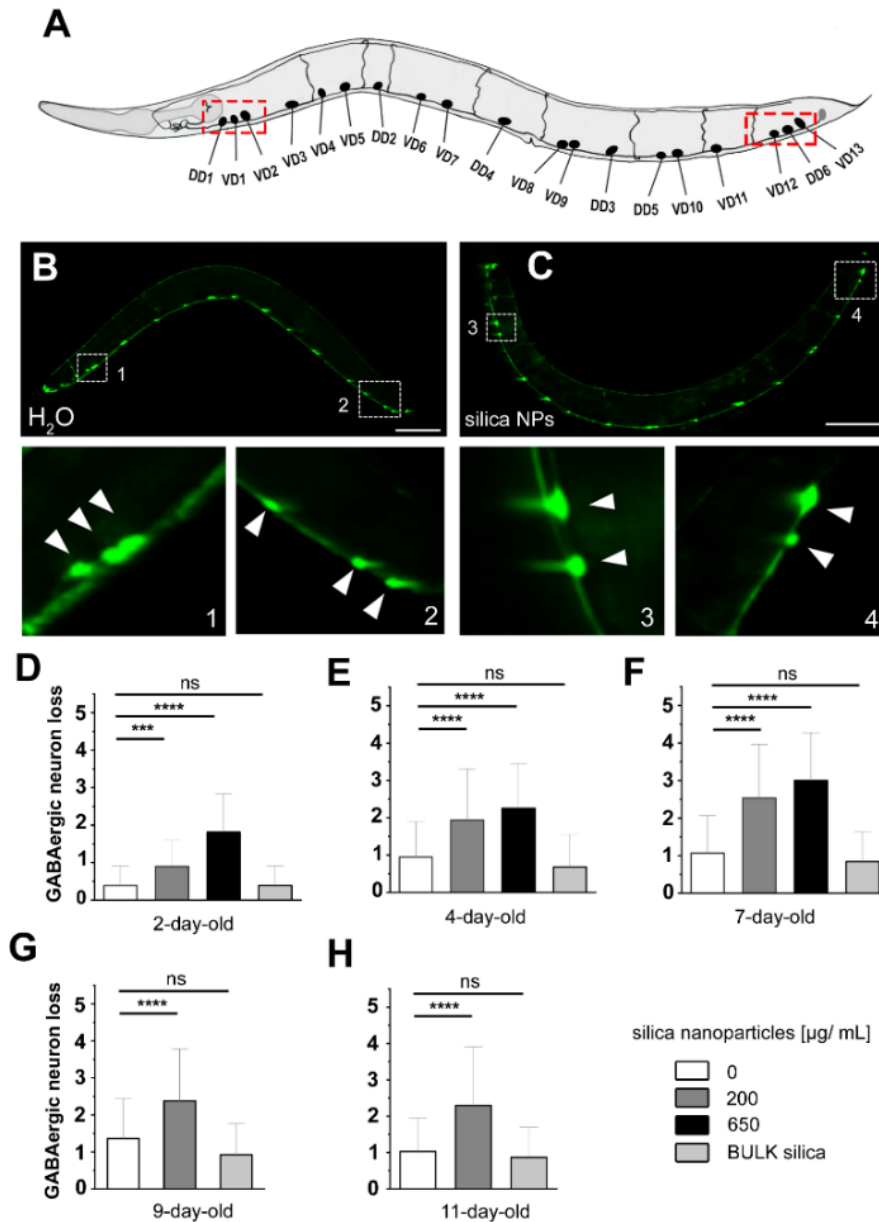 A
DD1
VD1
VD2
VD3
VD4
VD5
DD2
VD6
VD7
DD4
VD8
VD9
DD3
DD5
VD10
VD11
VD12
DD6
VD13
B
1
2
H₂O
C
3
4
silica NPs
1
2
3
4
D
GABAergic neuron loss
5
4
3
2
1
0
ns
****
***
2-day-old
E
5
4
3
2
1
0
ns
****
****
4-day-old
F
5
4
3
2
1
0
ns
****
****
7-day-old
G
GABAergic neuron loss
5
4
3
2
1
0
ns
****
9-day-old
H
5
4
3
2
1
0
ns
****
11-day-old
silica nanoparticles [µg/ mL]
0
200
650
BULK silica